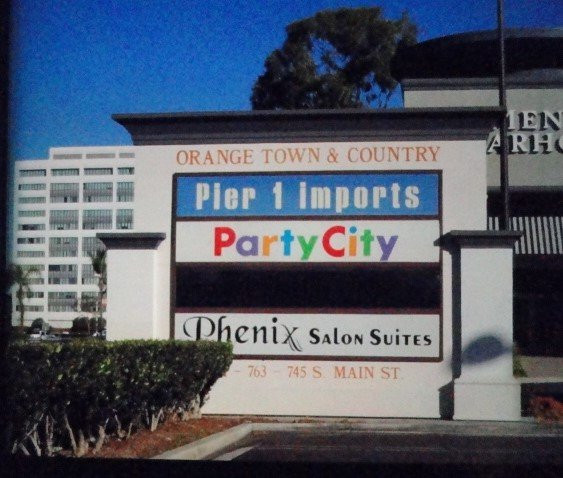 ORANGE TOWN & COUNTRY
Pier 1 imports
PartyCity
Phenix SALON SUITES
- 763 - 745 S. MAIN ST.